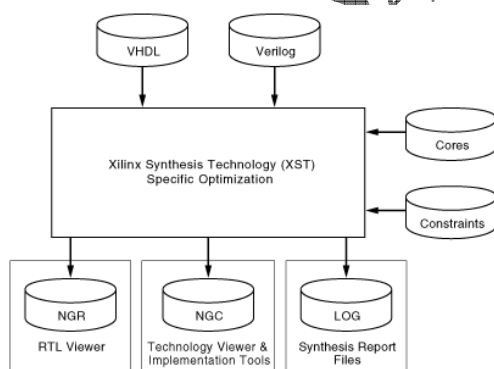 VHDL
Verilog
Xilinx Synthesis Technology (XST)
Specific Optimization
Cores
Constraints
NGR
RTL Viewer
NGC
Technology Viewer &
Implementation Tools
LOG
Synthesis Report
Files